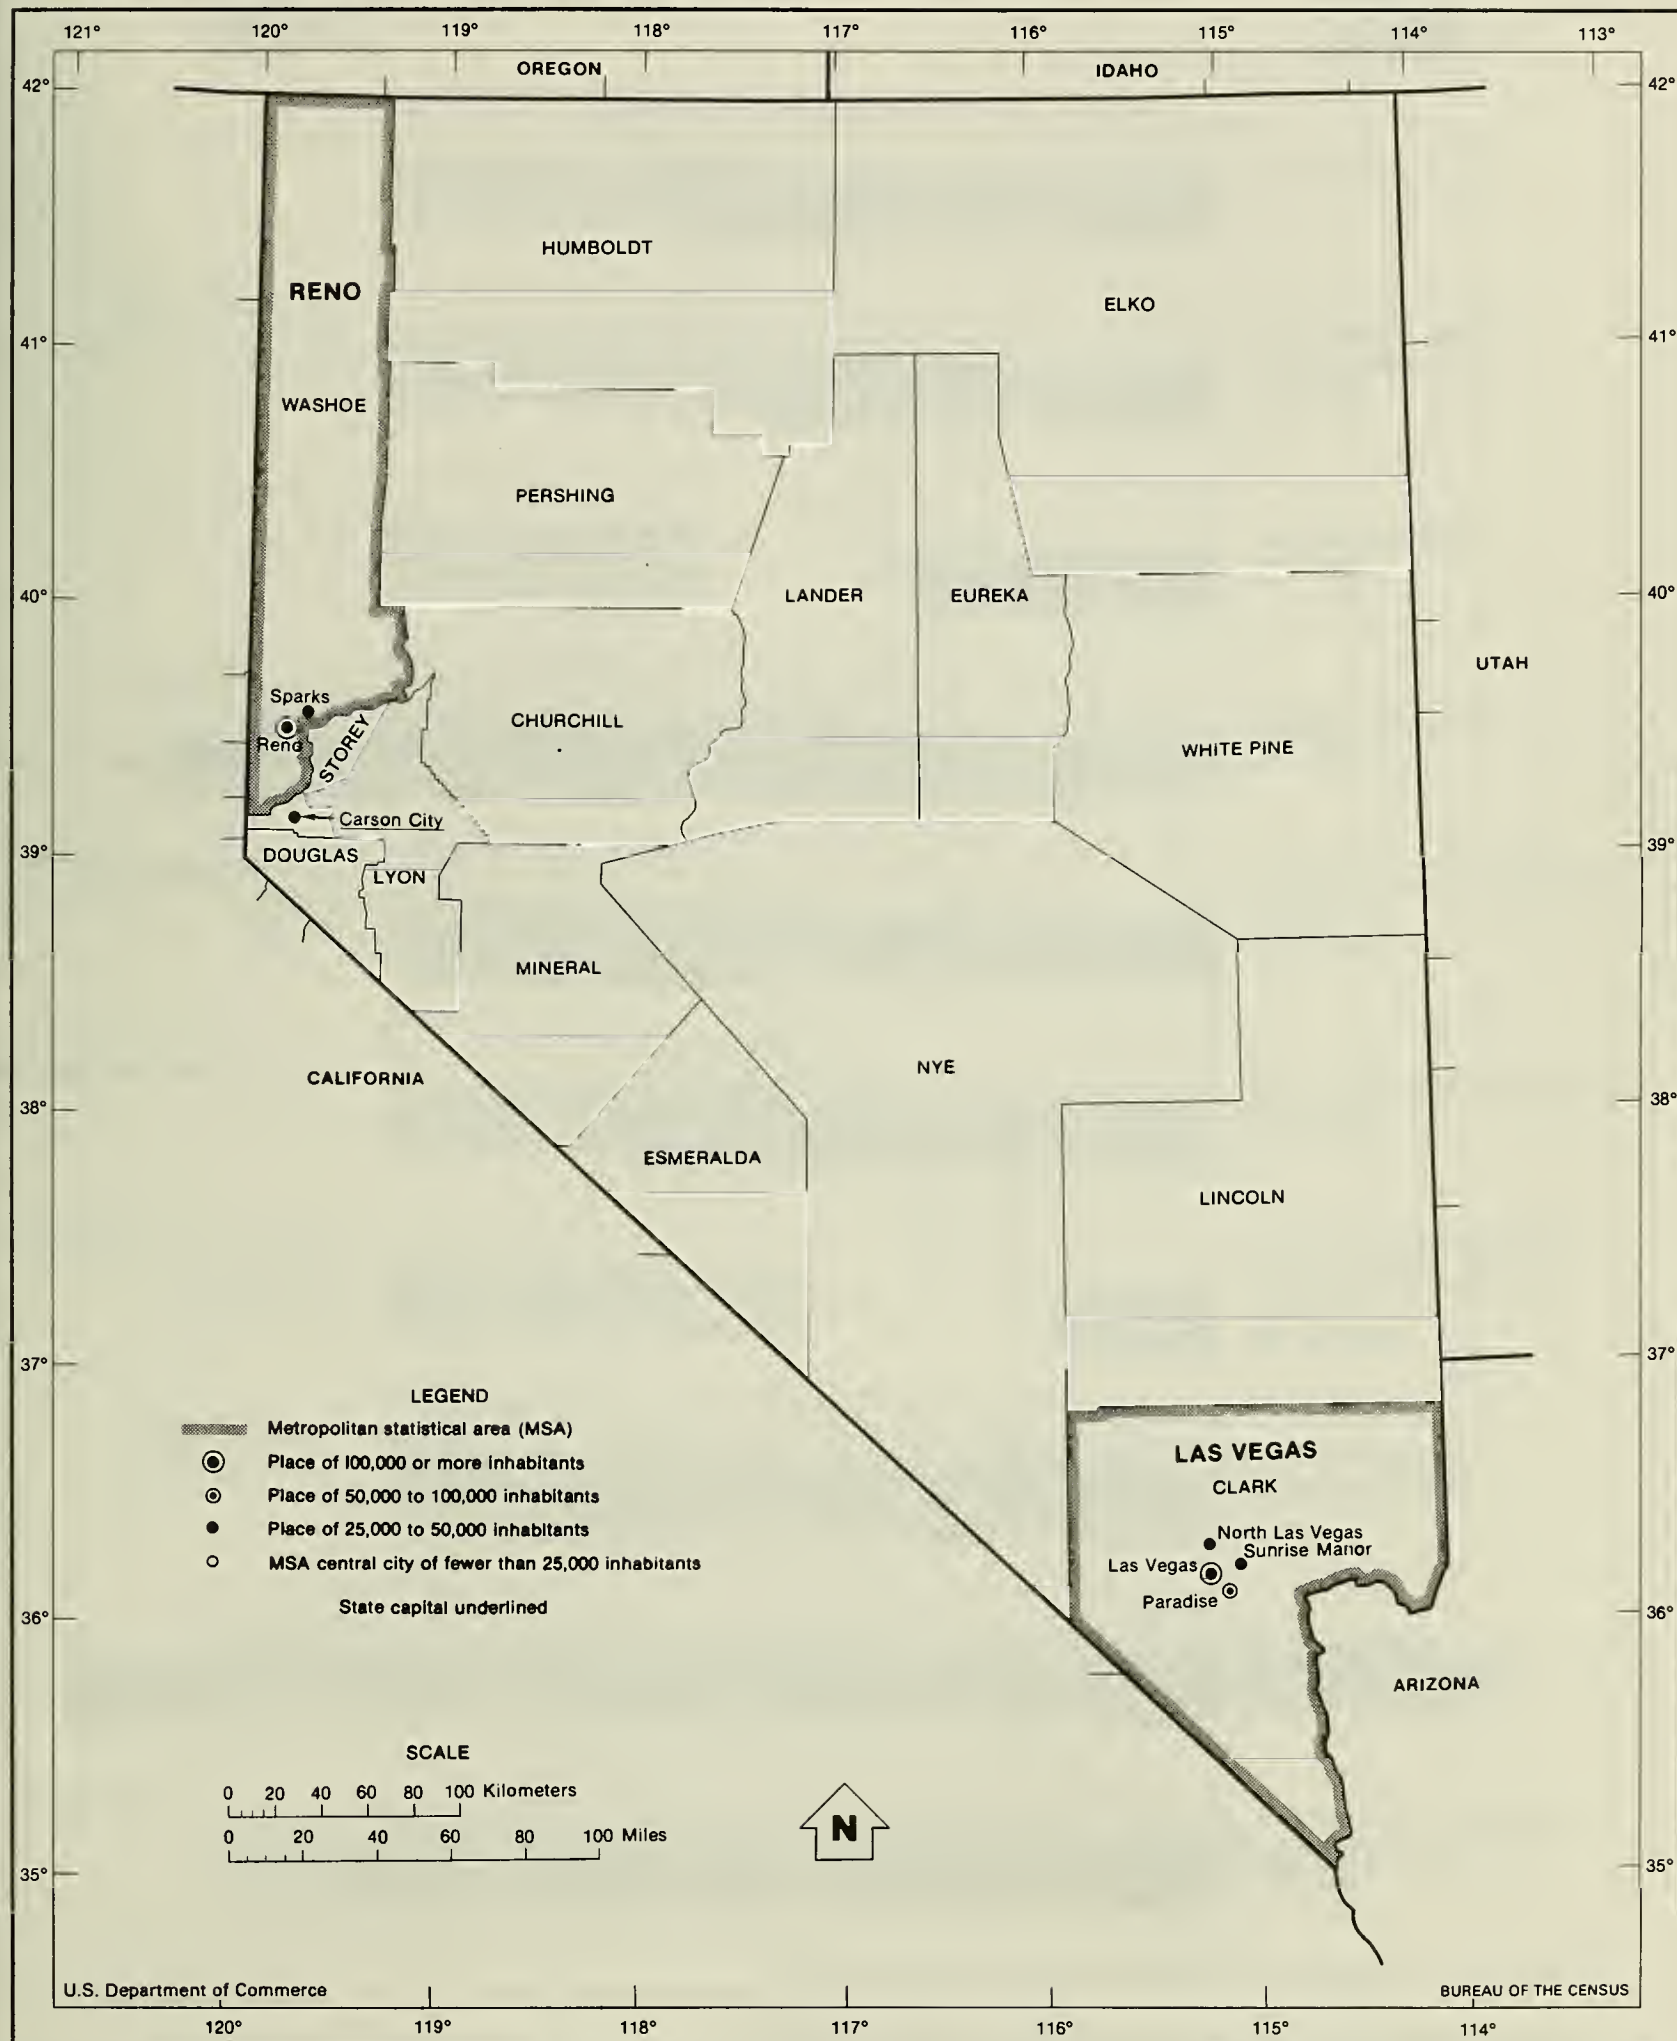 121° 120° 119° 118° 117° 116° 115° 114° 113°
OREGON IDAHO
42° 42°
HUMBOLDT
RENO
ELKO
41° 41°
WASHOE
PERSHING
40° LANDER EUREKA 40°
UTAH
Sparks
CHURCHILL
Reno STOREY
WHITE PINE
Carson City
39° DOUGLAS 39°
LYON
MINERAL
NYE
CALIFORNIA
38° 38°
ESMERALDA
LINCOLN
37° 37°
LEGEND
Metropolitan statistical area (MSA)
Place of 100,000 or more inhabitants
Place of 50,000 to 100,000 inhabitants
Place of 25,000 to 50,000 inhabitants
MSA central city of fewer than 25,000 inhabitants
State capital underlined
LAS VEGAS
CLARK
North Las Vegas
Sunrise Manor
Las Vegas
Paradise
36° 36°
ARIZONA
SCALE
0 20 40 60 80 100 Kilometers
0 20 40 60 80 100 Miles
N
35° 35°
U.S. Department of Commerce BUREAU OF THE CENSUS
120° 119° 118° 117° 116° 115° 114°